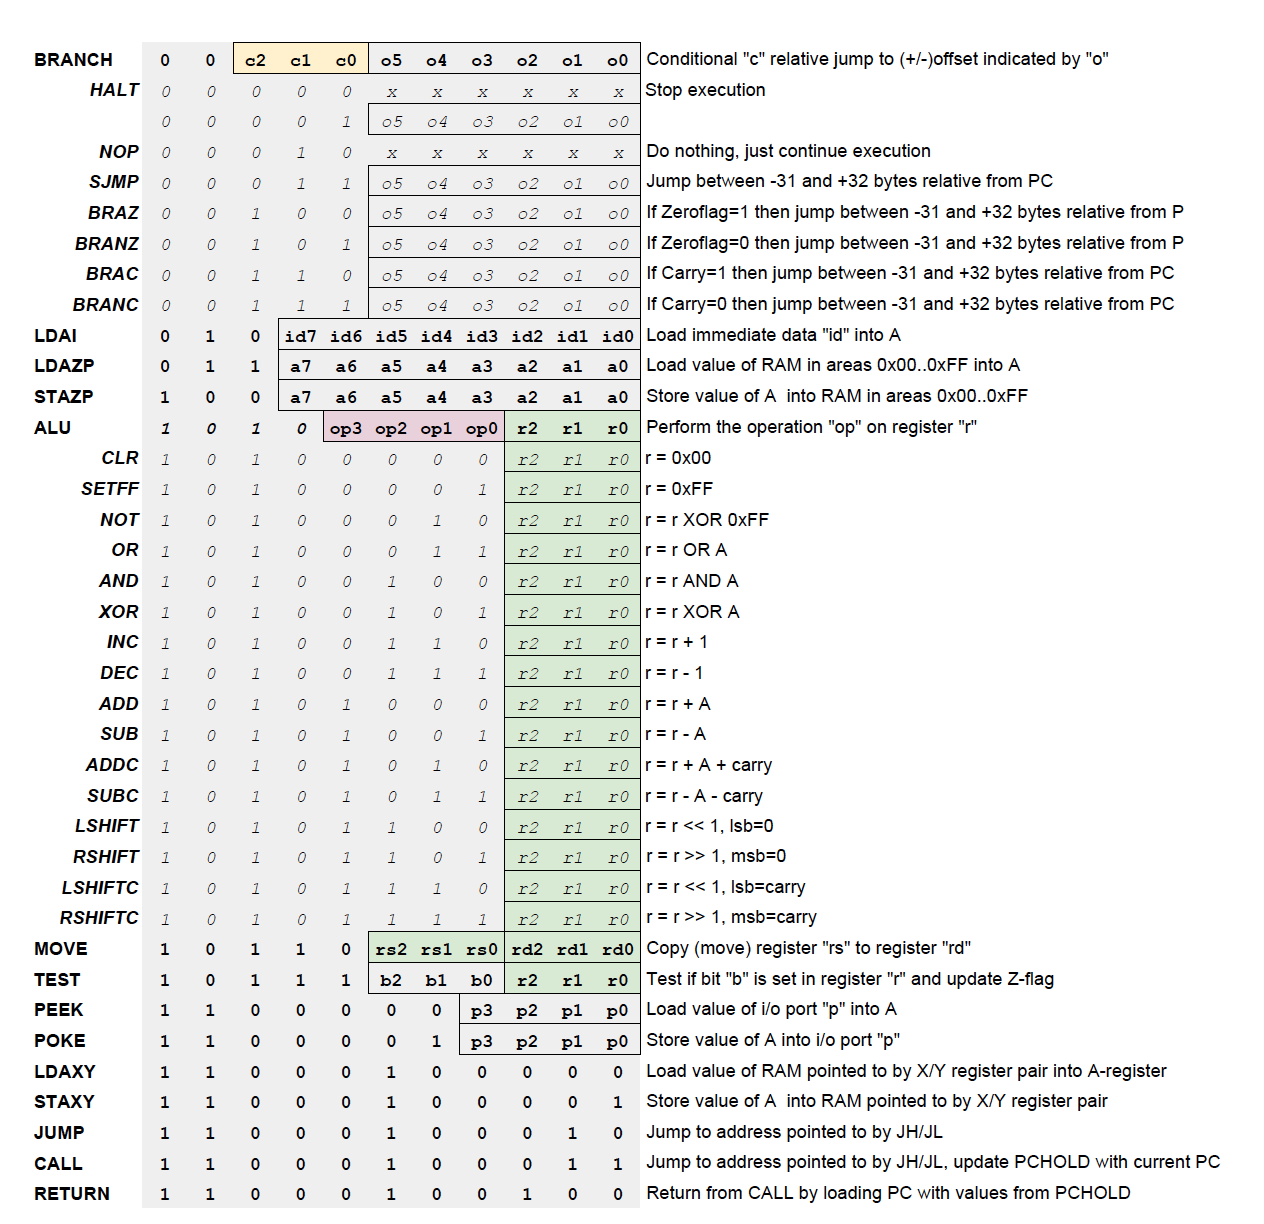 BRANCH 0 0 c2 c1 c0 o5 o4 o3 o2 o1 o0 Conditional "c" relative jump to (+/-)offset indicated by "o"
HALT 0 0 0 0 0 x x x x x x Stop execution
0 0 0 0 1 o5 o4 o3 o2 o1 o0
NOP 0 0 0 1 0 x x x x x x Do nothing, just continue execution
SJMP 0 0 0 1 1 o5 o4 o3 o2 o1 o0 Jump between -31 and +32 bytes relative from PC
BRAZ 0 0 1 0 0 o5 o4 o3 o2 o1 o0 If Zeroflag=1 then jump between -31 and +32 bytes relative from P
BRANZ 0 0 1 0 1 o5 o4 o3 o2 o1 o0 If Zeroflag=0 then jump between -31 and +32 bytes relative from P
BRAC 0 0 1 1 0 o5 o4 o3 o2 o1 o0 If Carry=1 then jump between -31 and +32 bytes relative from PC
BRANC 0 0 1 1 1 o5 o4 o3 o2 o1 o0 If Carry=0 then jump between -31 and +32 bytes relative from PC
LDAI 0 1 0 id7 id6 id5 id4 id3 id2 id1 id0 Load immediate data "id" into A
LDAZP 0 1 1 a7 a6 a5 a4 a3 a2 a1 a0 Load value of RAM in areas 0x00..0xFF into A
STAZP 1 0 0 a7 a6 a5 a4 a3 a2 a1 a0 Store value of A into RAM in areas 0x00..0xFF
ALU 1 0 1 0 op3 op2 op1 op0 r2 r1 r0 Perform the operation "op" on register "r"
CLR 1 0 1 0 0 0 0 0 r2 r1 r0 r = 0x00
SETFF 1 0 1 0 0 0 0 1 r2 r1 r0 r = 0xFF
NOT 1 0 1 0 0 0 1 0 r2 r1 r0 r = r XOR 0xFF
OR 1 0 1 0 0 0 1 1 r2 r1 r0 r = r OR A
AND 1 0 1 0 0 1 0 0 r2 r1 r0 r = r AND A
XOR 1 0 1 0 0 1 0 1 r2 r1 r0 r = r XOR A
INC 1 0 1 0 0 1 1 0 r2 r1 r0 r = r + 1
DEC 1 0 1 0 0 1 1 1 r2 r1 r0 r = r - 1
ADD 1 0 1 0 1 0 0 0 r2 r1 r0 r = r + A
SUB 1 0 1 0 1 0 0 1 r2 r1 r0 r = r - A
ADDC 1 0 1 0 1 0 1 0 r2 r1 r0 r = r + A + carry
SUBC 1 0 1 0 1 0 1 1 r2 r1 r0 r = r - A - carry
LSHIFT 1 0 1 0 1 1 0 0 r2 r1 r0 r = r << 1, lsb=0
RSHIFT 1 0 1 0 1 1 0 1 r2 r1 r0 r = r >> 1, msb=0
LSHIFTC 1 0 1 0 1 1 1 0 r2 r1 r0 r = r << 1, lsb=carry
RSHIFTC 1 0 1 0 1 1 1 1 r2 r1 r0 r = r >> 1, msb=carry
MOVE 1 0 1 1 0 rs2 rs1 rs0 rd2 rd1 rd0 Copy (move) register "rs" to register "rd"
TEST 1 0 1 1 1 b2 b1 b0 r2 r1 r0 Test if bit "b" is set in register "r" and update Z-flag
PEEK 1 1 0 0 0 0 0 p3 p2 p1 p0 Load value of i/o port "p" into A
POKE 1 1 0 0 0 0 1 p3 p2 p1 p0 Store value of A into i/o port "p"
LDAXY 1 1 0 0 0 1 0 0 0 0 0 Load value of RAM pointed to by X/Y register pair into A-register
STAXY 1 1 0 0 0 1 0 0 0 0 1 Store value of A into RAM pointed to by X/Y register pair
JUMP 1 1 0 0 0 1 0 0 0 1 0 Jump to address pointed to by JH/JL
CALL 1 1 0 0 0 1 0 0 0 1 1 Jump to address pointed to by JH/JL, update PCHOLD with current PC
RETURN 1 1 0 0 0 1 0 0 1 0 0 Return from CALL by loading PC with values from PCHOLD